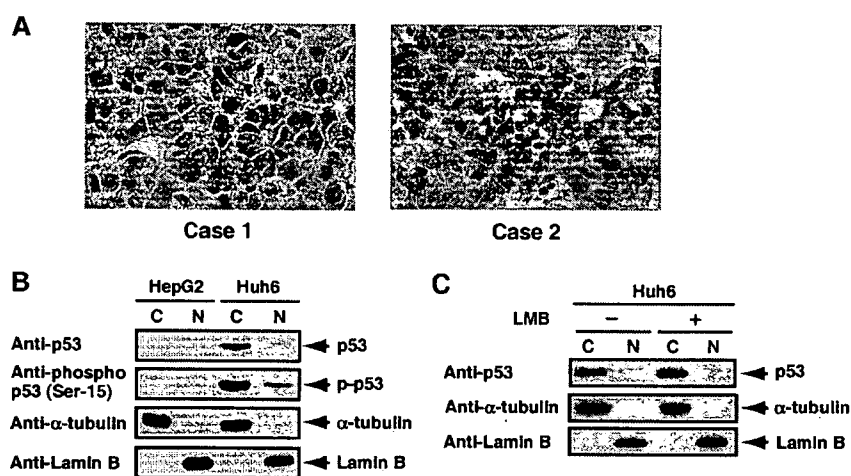 A
Case 1
Case 2
B
HepG2 Huh6
C N C N
Anti-p53 p53
Anti-phospho
p53 (Ser-15) p-p53
Anti-α-tubulin α-tubulin
Anti-Lamin B Lamin B
C
Huh6
LMB − +
C N C N
Anti-p53 p53
Anti-α-tubulin α-tubulin
Anti-Lamin B Lamin B